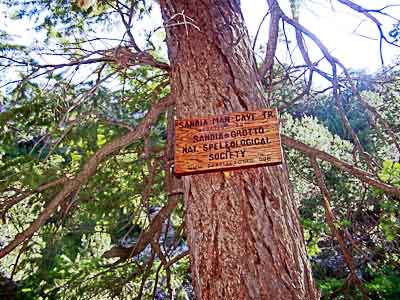 SANDIA MAN CAVE TR.
SANDIA GROTTO
NAT. SPELEOLOGICAL
SOCIETY